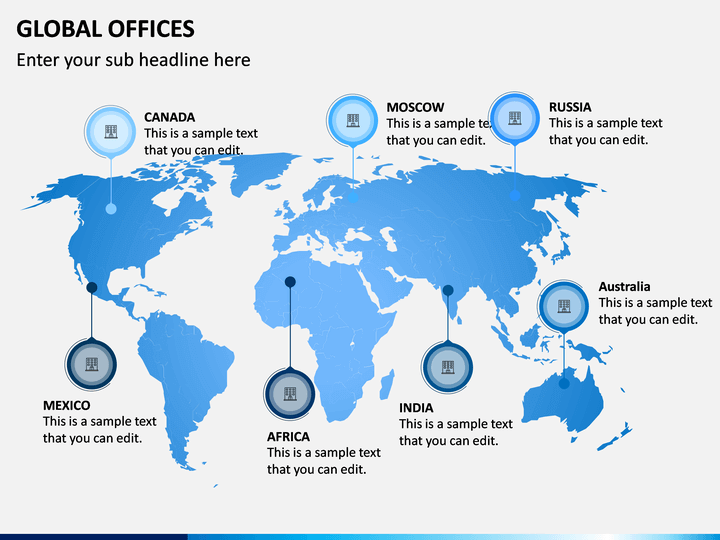 GLOBAL OFFICES
Enter your sub headline here
CANADA
This is a sample text
that you can edit.
MOSCOW
This is a sample te
that you can edit.
RUSSIA
This is a sample text
that you can edit.
Australia
This is a sample text
that you can edit.
MEXICO
This is a sample text
that you can edit.
AFRICA
This is a sample text
that you can edit.
INDIA
This is a sample text
that you can edit.